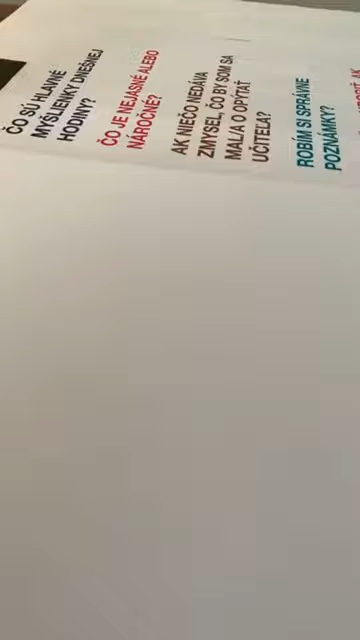 ČO SÚ HLAVNÉ
MYŠLIENKY DNEŠNEJ
HODINY?
ČO JE NEJASNÉ ALEBO
NÁROČNÉ?
AK NIEČO NEDÁVA
ZMYSEL, ČO BY SOM SA
MAL/A O OPÝTAŤ
UČITEĽA?
ROBÍM SI SPRÁVNE
POZNÁMKY?